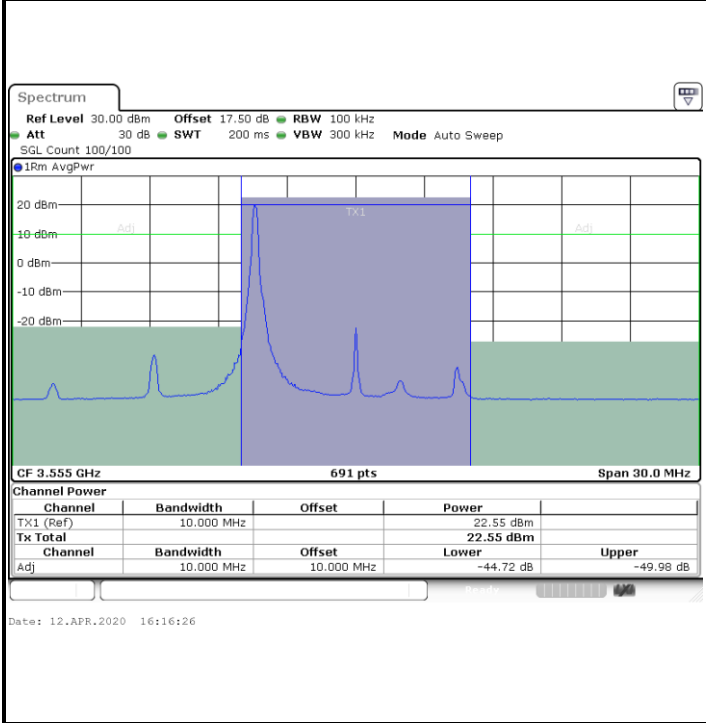 Spectrum
Ref Level 30.00 dBm Offset 17.50 dB RBW 100 kHz
Att 30 dB SWT 200 ms VBW 300 kHz Mode Auto Sweep
SGL Count 100/100
1Rm AvgPwr
20 dBm
TX1
Adj Adj
10 dBm
0 dBm
-10 dBm
-20 dBm
CF 3.555 GHz 691 pts Span 30.0 MHz
Channel Power
Channel Bandwidth Offset Power
TX1 (Ref) 10.000 MHz 22.55 dBm
Tx Total 22.55 dBm
Channel Bandwidth Offset Lower Upper
Adj 10.000 MHz 10.000 MHz -44.72 dB -49.98 dB
Ready
Date: 12.APR.2020 16:16:26